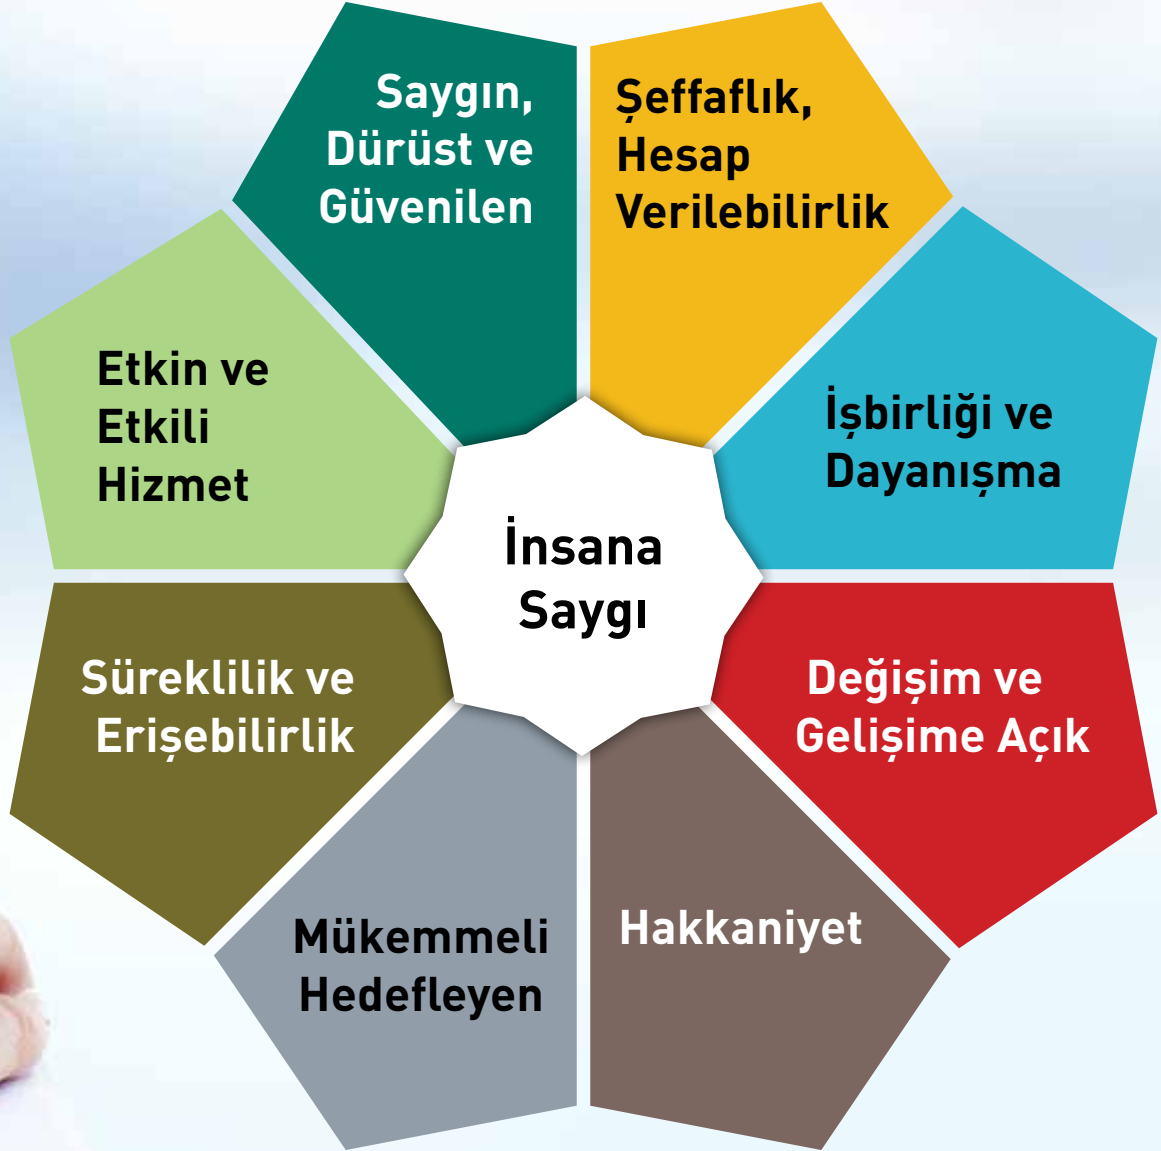 Saygın,
Dürüst ve
Güvenilen
Şeffaflık,
Hesap
Verilebilirlik
İşbirliği ve
Dayanışma
Değişim ve
Gelişime Açık
Hakkaniyet
Mükemmeli
Hedefleyen
Süreklilik ve
Erişebilirlik
Etkin ve
Etkili
Hizmet
İnsana
Saygı